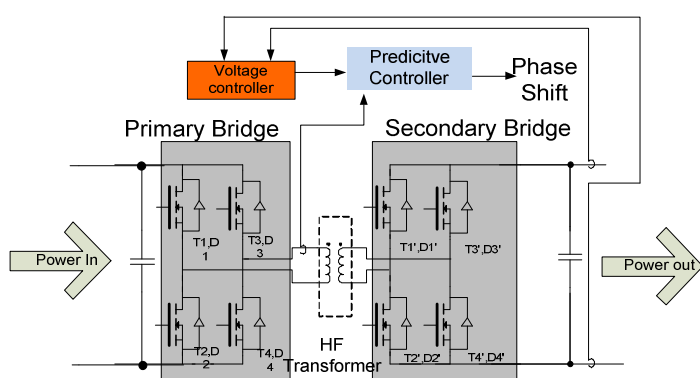 Voltage
controller
Predicitve
Controller
Phase
Shift
Primary Bridge
Secondary Bridge
T1,D
1
T3,D
3
T1',D1'
T3',D3'
Power In
Power out
T2,D
2
T4,D
4
HF
Transformer
T2',D2'
T4',D4'